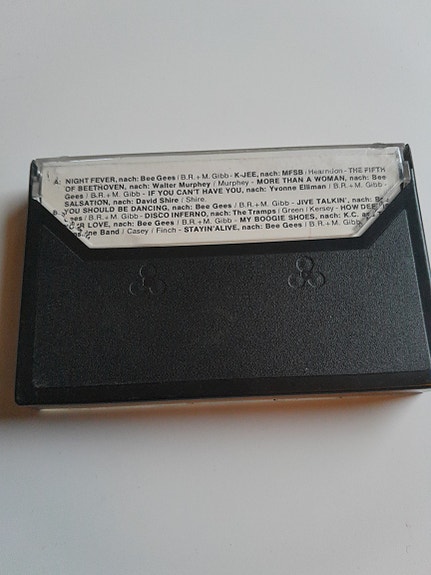 A: NIGHT FEVER, nach: Bee Gees / B.R. + M. Gibb - K-JEE, nach: MFSB / Hearndon - THE FIFTH
OF BEETHOVEN, nach: Walter Murphey / Murphey - MORE THAN A WOMAN, nach: Bee
Gees / B.R. + M. Gibb - IF YOU CAN'T HAVE YOU, nach: Yvonne Elliman / B.R. + M. Gibb -
SALSATION, nach: David Shire / Shire.
B: YOU SHOULD BE DANCING, nach: Bee Gees / B.R. + M. Gibb - JIVE TALKIN', nach: Bee
Gees / B.R. + M. Gibb - DISCO INFERNO, nach: The Tramps / Green / Kersey - HOW DEEP
LOVE, nach: Bee Gees / B.R. + M. Gibb - MY BOOGIE SHOES, nach: K.C.
ine Band / Casey / Finch - STAYIN'ALIVE, nach: Bee Gees / B.R. + M. Gibb.